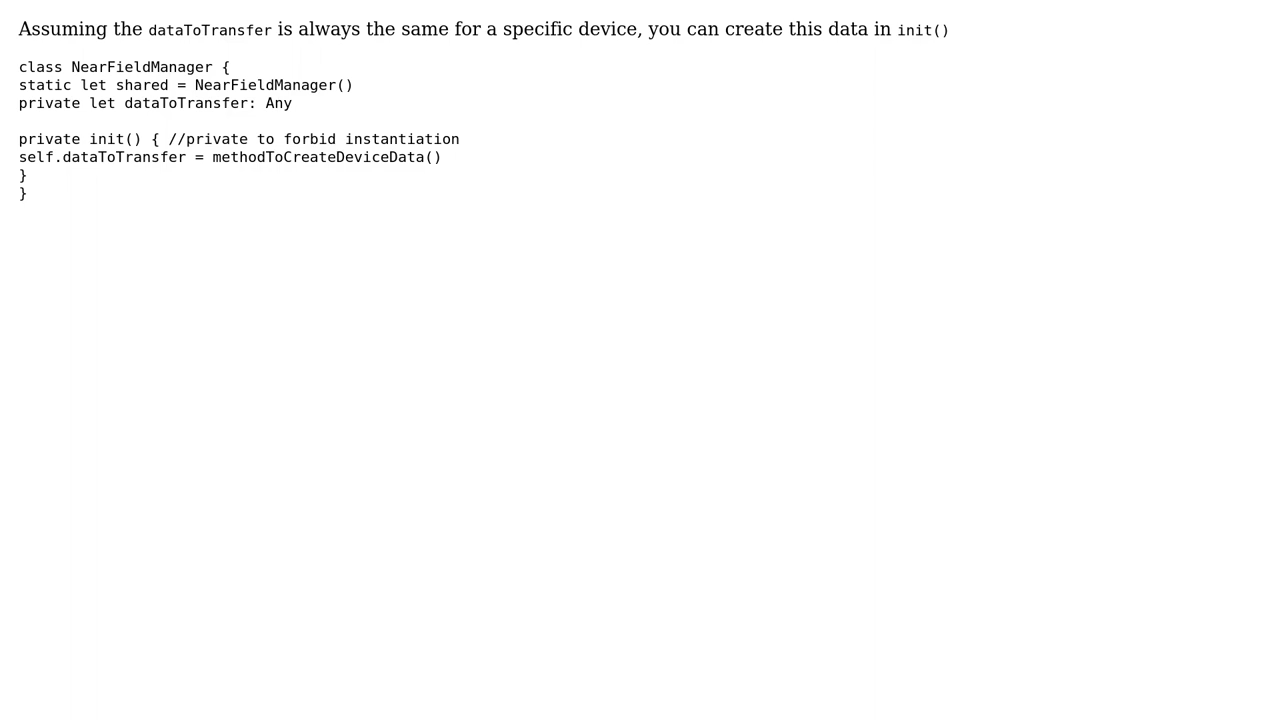 Assuming the dataToTransfer is always the same for a specific device, you can create this data in init()
class NearFieldManager {
static let shared = NearFieldManager()
private let dataToTransfer: Any
private init() { //private to forbid instantiation
self.dataToTransfer = methodToCreateDeviceData()
}
}